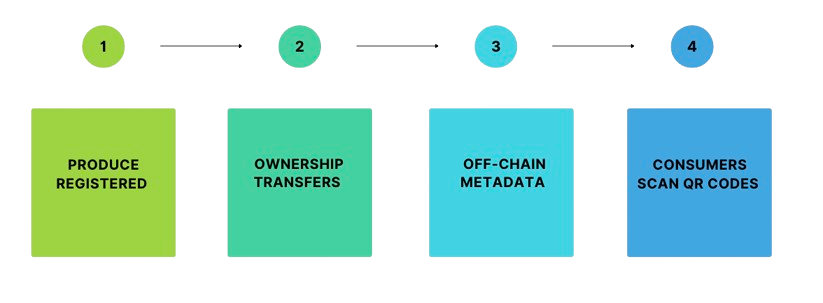 1
2
3
4
PRODUCE
REGISTERED
OWNERSHIP
TRANSFERS
OFF-CHAIN
METADATA
CONSUMERS
SCAN QR CODES